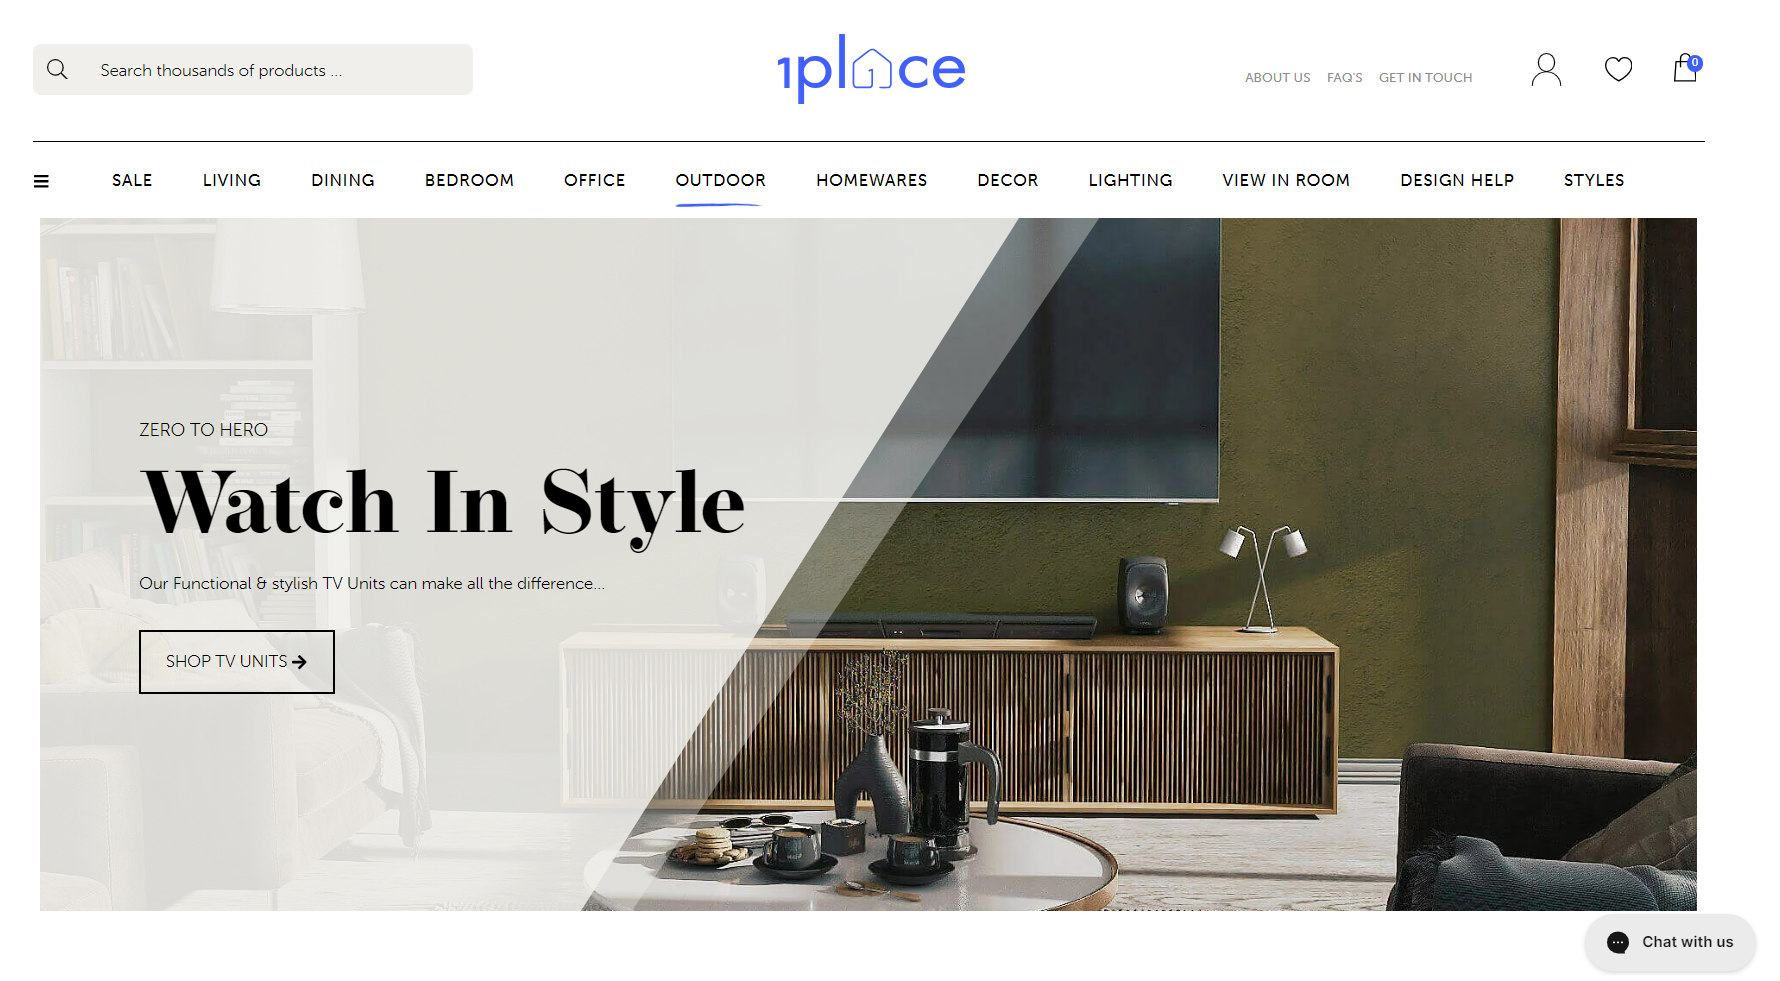 Search thousands of products ...
1place
ABOUT US FAQ'S GET IN TOUCH
0
SALE LIVING DINING BEDROOM OFFICE OUTDOOR HOMEWARES DECOR LIGHTING VIEW IN ROOM DESIGN HELP STYLES
ZERO TO HERO
Watch In Style
Our Functional & stylish TV Units can make all the difference...
SHOP TV UNITS
Chat with us